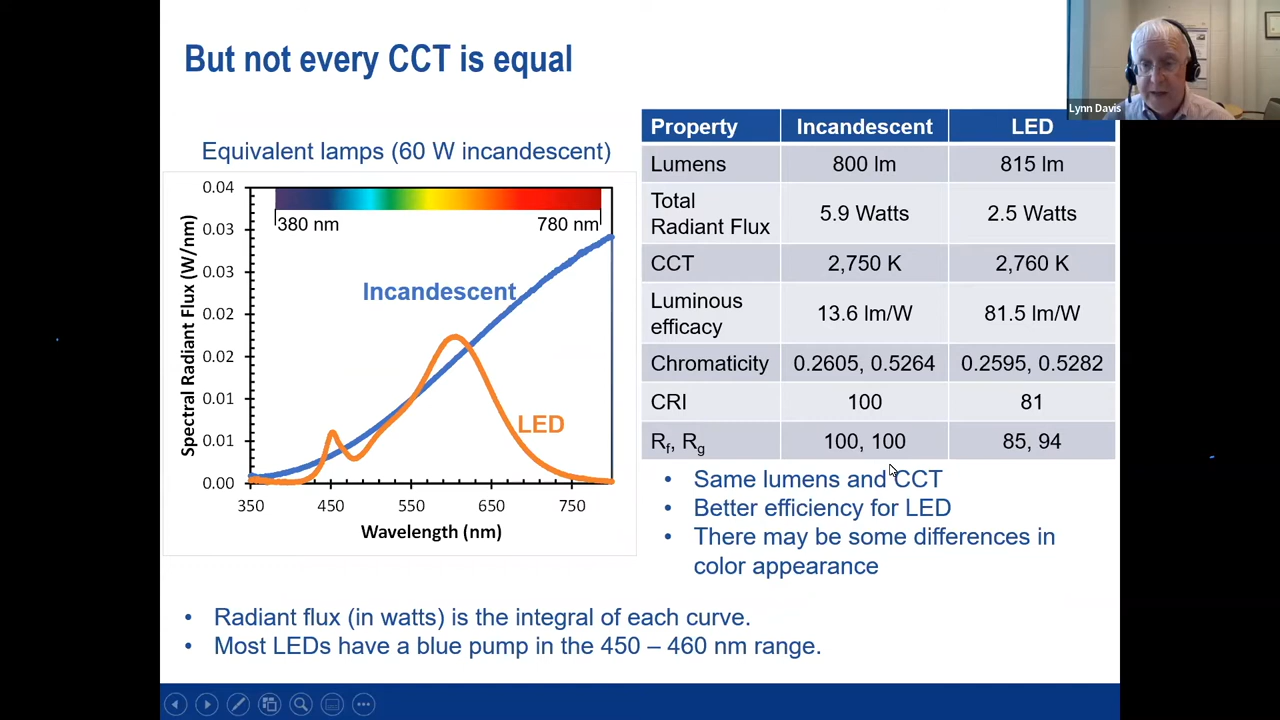 But not every CCT is equal
Lynn Davis
Equivalent lamps (60 W incandescent)
Spectral Radiant Flux (W/nm)
0.04
0.03
0.03
0.02
0.02
0.01
0.01
0.00
380 nm
780 nm
Incandescent
LED
350
450
550
650
750
Wavelength (nm)
Property Incandescent LED
Lumens 800 lm 815 lm
Total
Radiant Flux 5.9 Watts 2.5 Watts
CCT 2,750 K 2,760 K
Luminous
efficacy 13.6 lm/W 81.5 lm/W
Chromaticity 0.2605, 0.5264 0.2595, 0.5282
CRI 100 81
Rf, Rg 100, 100 85, 94
• Same lumens and CCT
• Better efficiency for LED
• There may be some differences in
color appearance
• Radiant flux (in watts) is the integral of each curve.
• Most LEDs have a blue pump in the 450 – 460 nm range.